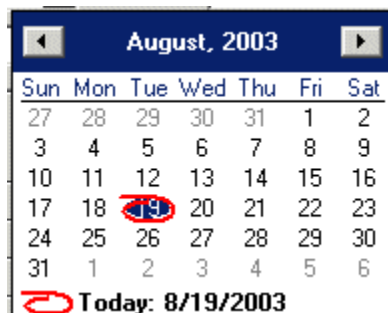 August, 2003
Sun Mon Tue Wed Thu Fri Sat
27 28 29 30 31 1 2
3 4 5 6 7 8 9
10 11 12 13 14 15 16
17 18 19 20 21 22 23
24 25 26 27 28 29 30
31 1 2 3 4 5 6
Today: 8/19/2003